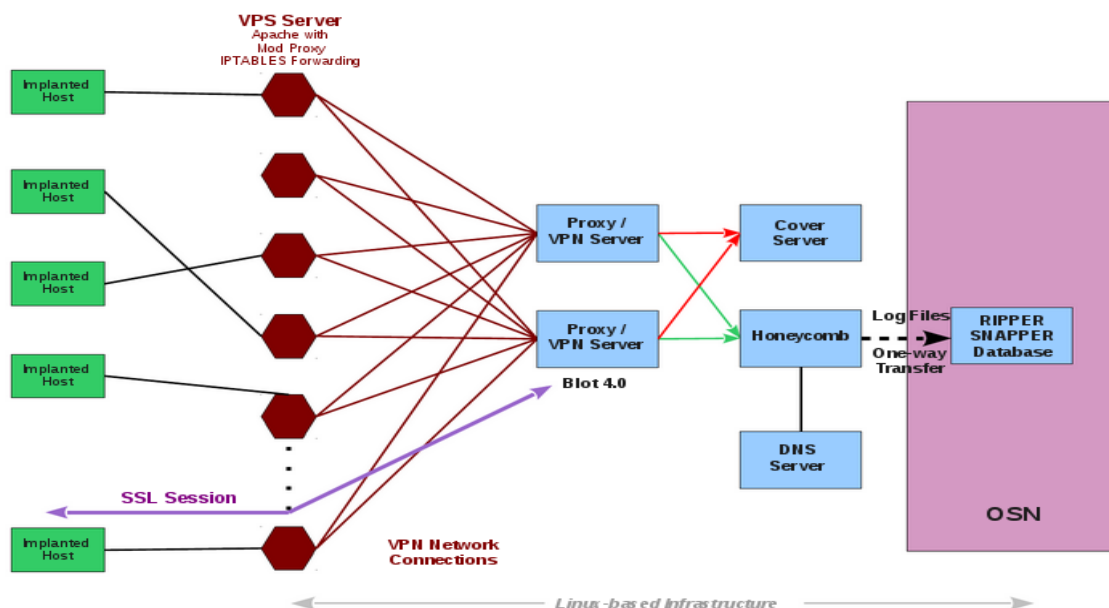 VPS Server
Apache with
Mod Proxy
IPTABLES Forwarding
Implanted
Host
Implanted
Host
Implanted
Host
Implanted
Host
Implanted
Host
Proxy /
VPN Server
Proxy /
VPN Server
Blot 4.0
Cover
Server
Honeycomb
DNS
Server
Log Files
One-way
Transfer
RIPPER
SNAPPER
Database
OSN
SSL Session
VPN Network
Connections
Linux-based Infrastructure